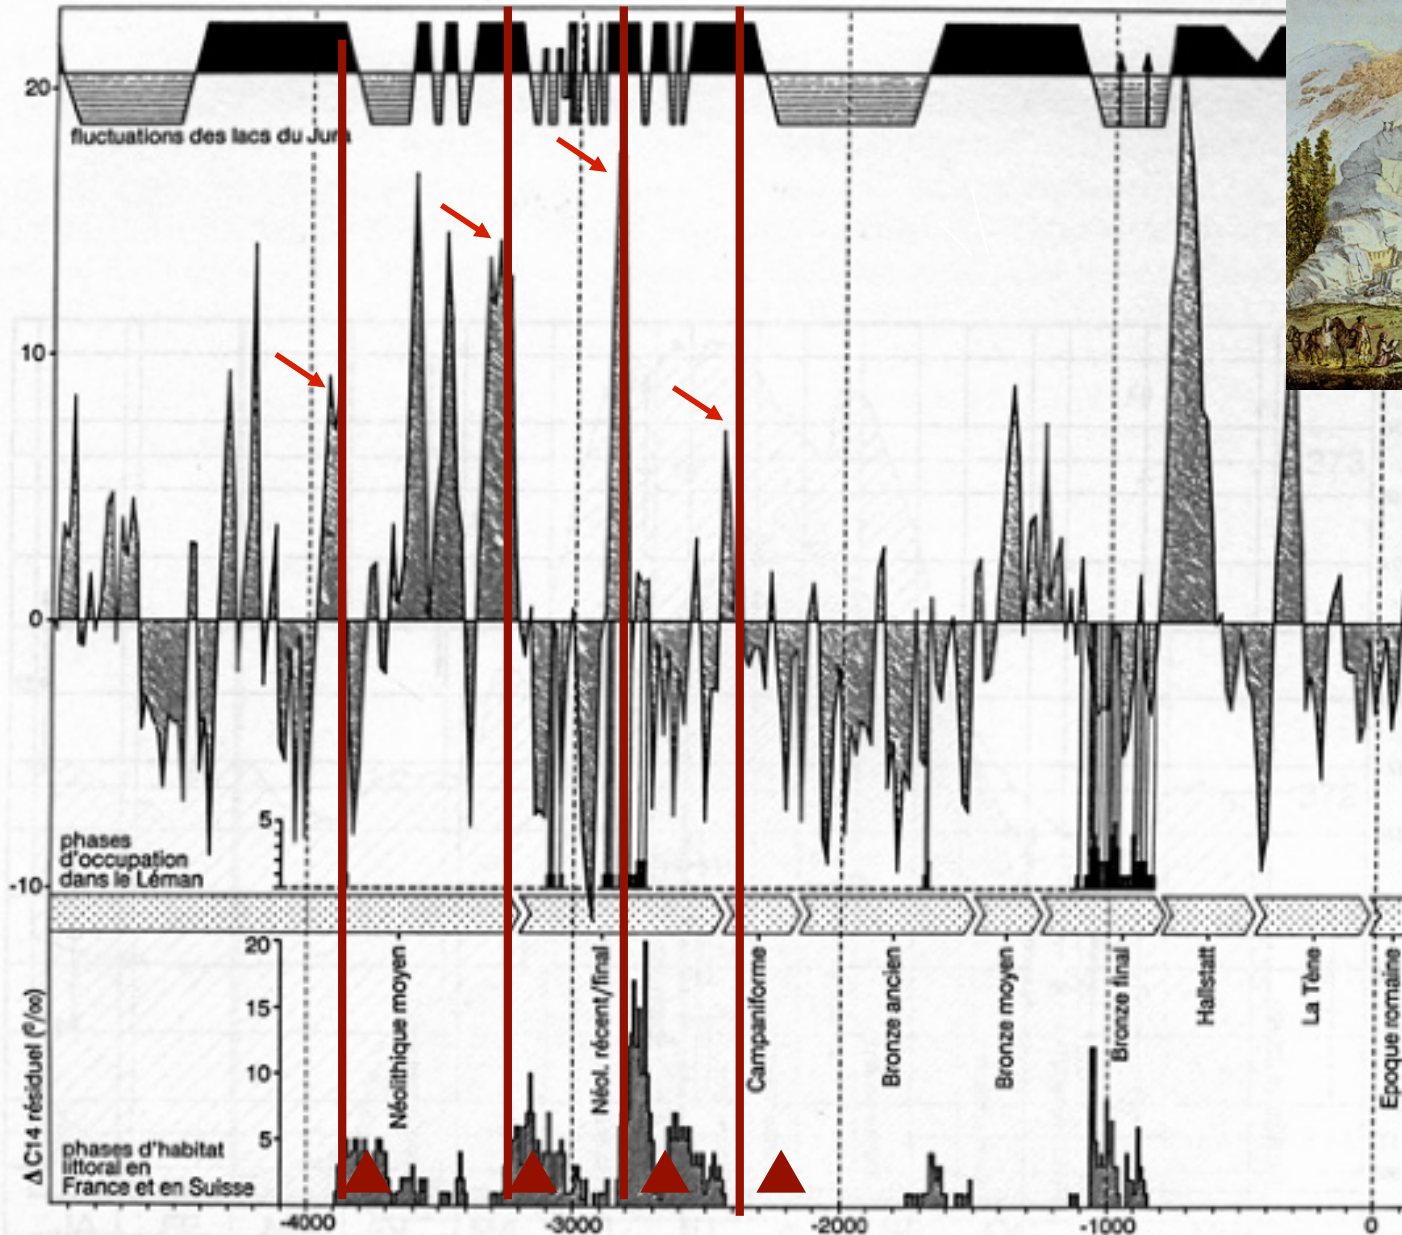 20
fluctuations des lacs du Jura
10
0
5
phases
d'occupation
dans le Léman
-10
20
15
10
5
Δ C14 résiduel (‰)
Néolithique moyen
Néol. récent/final
Campaniforme
Bronze ancien
Bronze moyen
Bronze final
Hallstatt
La Tène
Epoque romaine
phases d'habitat
littoral en
France et en Suisse
-4000
-3000
-2000
-1000
0